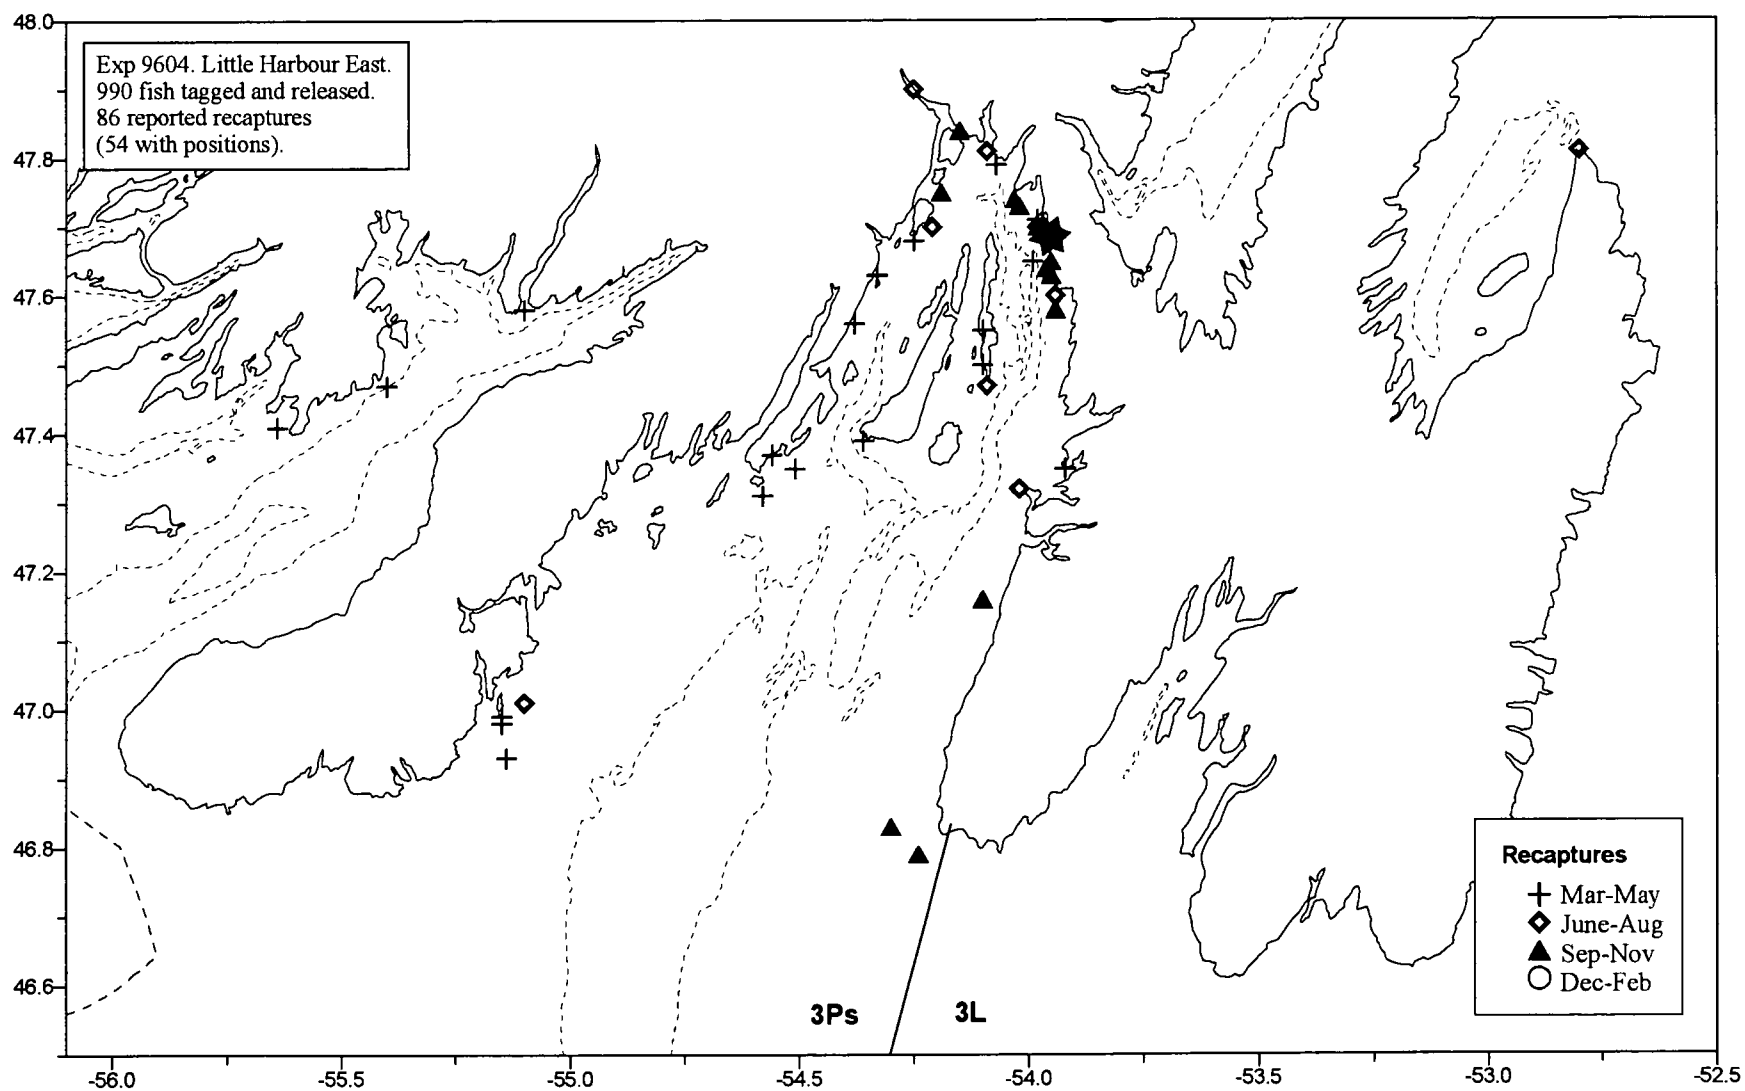 48.0
Exp 9604. Little Harbour East.
990 fish tagged and released.
86 reported recaptures
(54 with positions).
47.8
47.6
47.4
47.2
47.0
46.8
46.6
3Ps
3L
Recaptures
Mar-May
June-Aug
Sep-Nov
Dec-Feb
-56.0 -55.5 -55.0 -54.5 -54.0 -53.5 -53.0 -52.5